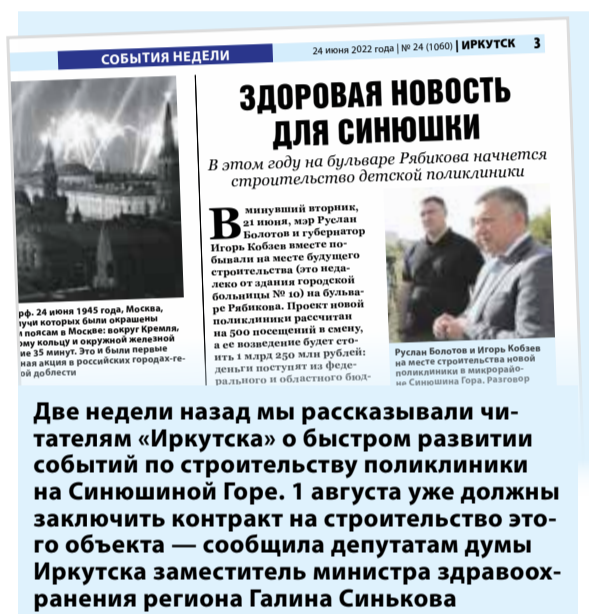 СОБЫТИЯ НЕДЕЛИ
24 июня 2022 года | № 24 (1060) | ИРКУТСК 3
ЗДОРОВАЯ НОВОСТЬ
ДЛЯ СИНЮШКИ
В этом году на бульваре Рябикова начнется
строительство детской поликлиники
В минувший вторник,
21 июня, мэр Руслан
Болотов и губернатор
Игорь Кобзев вместе по-
бывали на месте будущего
строительства (это неда-
леко от здания городской
больницы № 10) на бульва-
ре Рябикова. Проект новой
поликлиники рассчитан
на 500 посещений в смену,
а ее возведение будет сто-
ить 1 млрд 250 млн рублей:
деньги поступят из феде-
рального и областного бюд-
рф. 24 июня 1945 года, Москва,
лучи которых были окрашены
м поясам в Москве: вокруг Кремля,
ому кольцу и окружной железной
ие 35 минут. Это и были первые
ная акция в российских городах-ге-
й доблести
Руслан Болотов и Игорь Кобзев
на месте строительства новой
поликлиники в микрорайо-
не Синюшина Гора. Разговор
Две недели назад мы рассказывали чи-
тателям «Иркутска» о быстром развитии
событий по строительству поликлиники
на Синюшиной Горе. 1 августа уже должны
заключить контракт на строительство это-
го объекта — сообщила депутатам думы
Иркутска заместитель министра здравоох-
ранения региона Галина Синькова